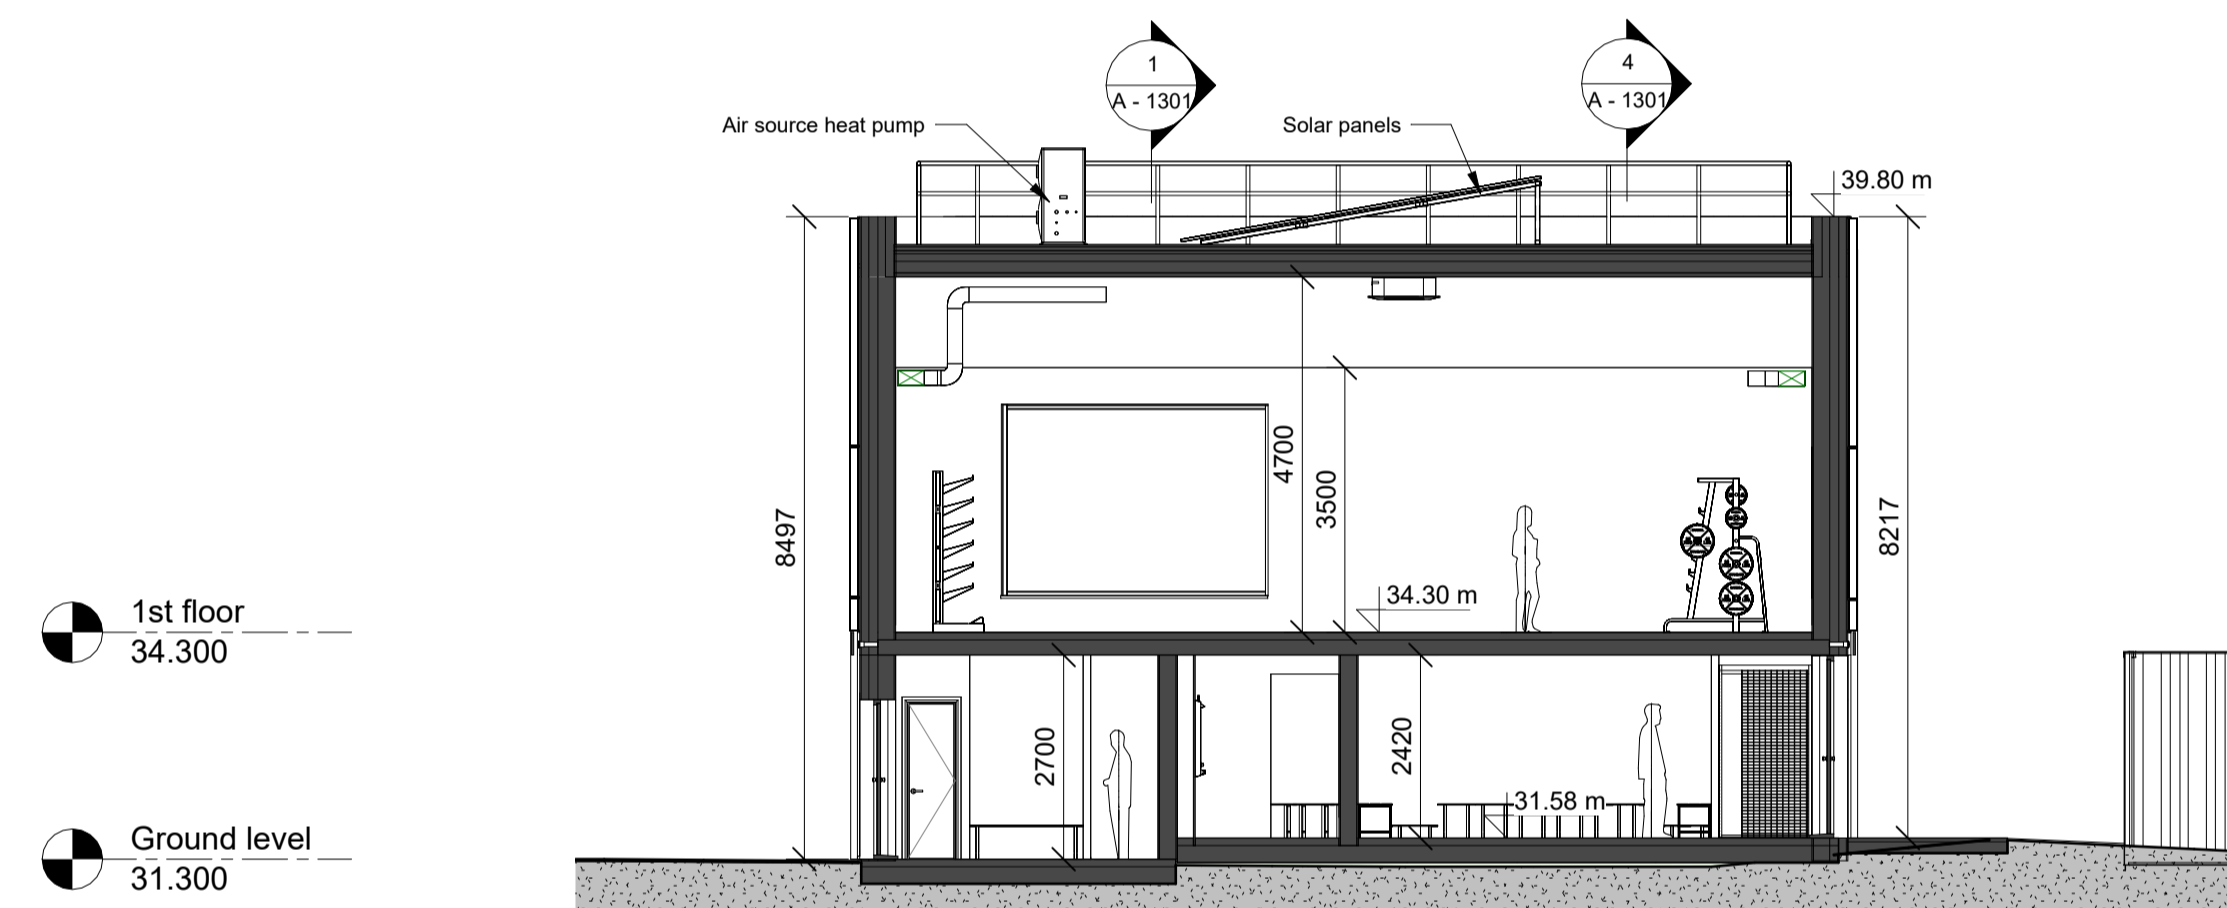 1
A - 1301
4
A - 1301
Air source heat pump
Solar panels
39.80 m
4700
3500
8497
8217
34.30 m
1st floor
34.300
2700
2420
31.58 m
Ground level
31.300